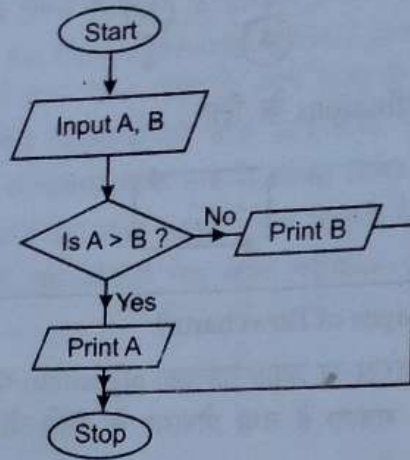 Start
Input A, B
Is A > B ?
No
Print B
Yes
Print A
Stop